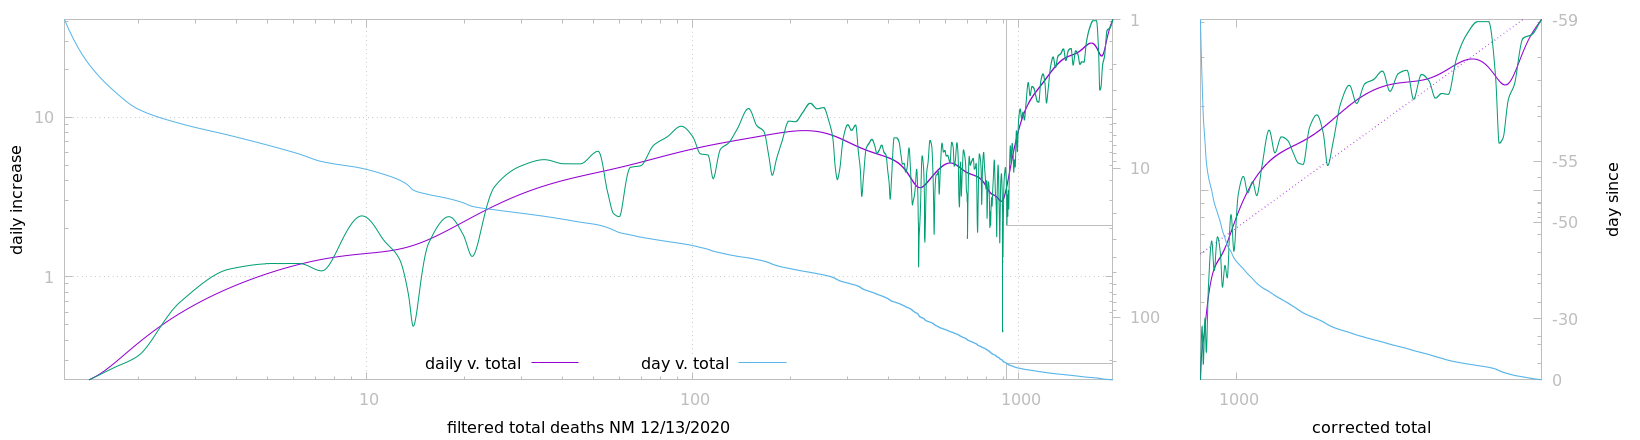 1
-59
10
daily increase
10
-55
-50
day since
1
100
-30
daily v. total
day v. total
0
10
100
1000
1000
filtered total deaths NM 12/13/2020
corrected total